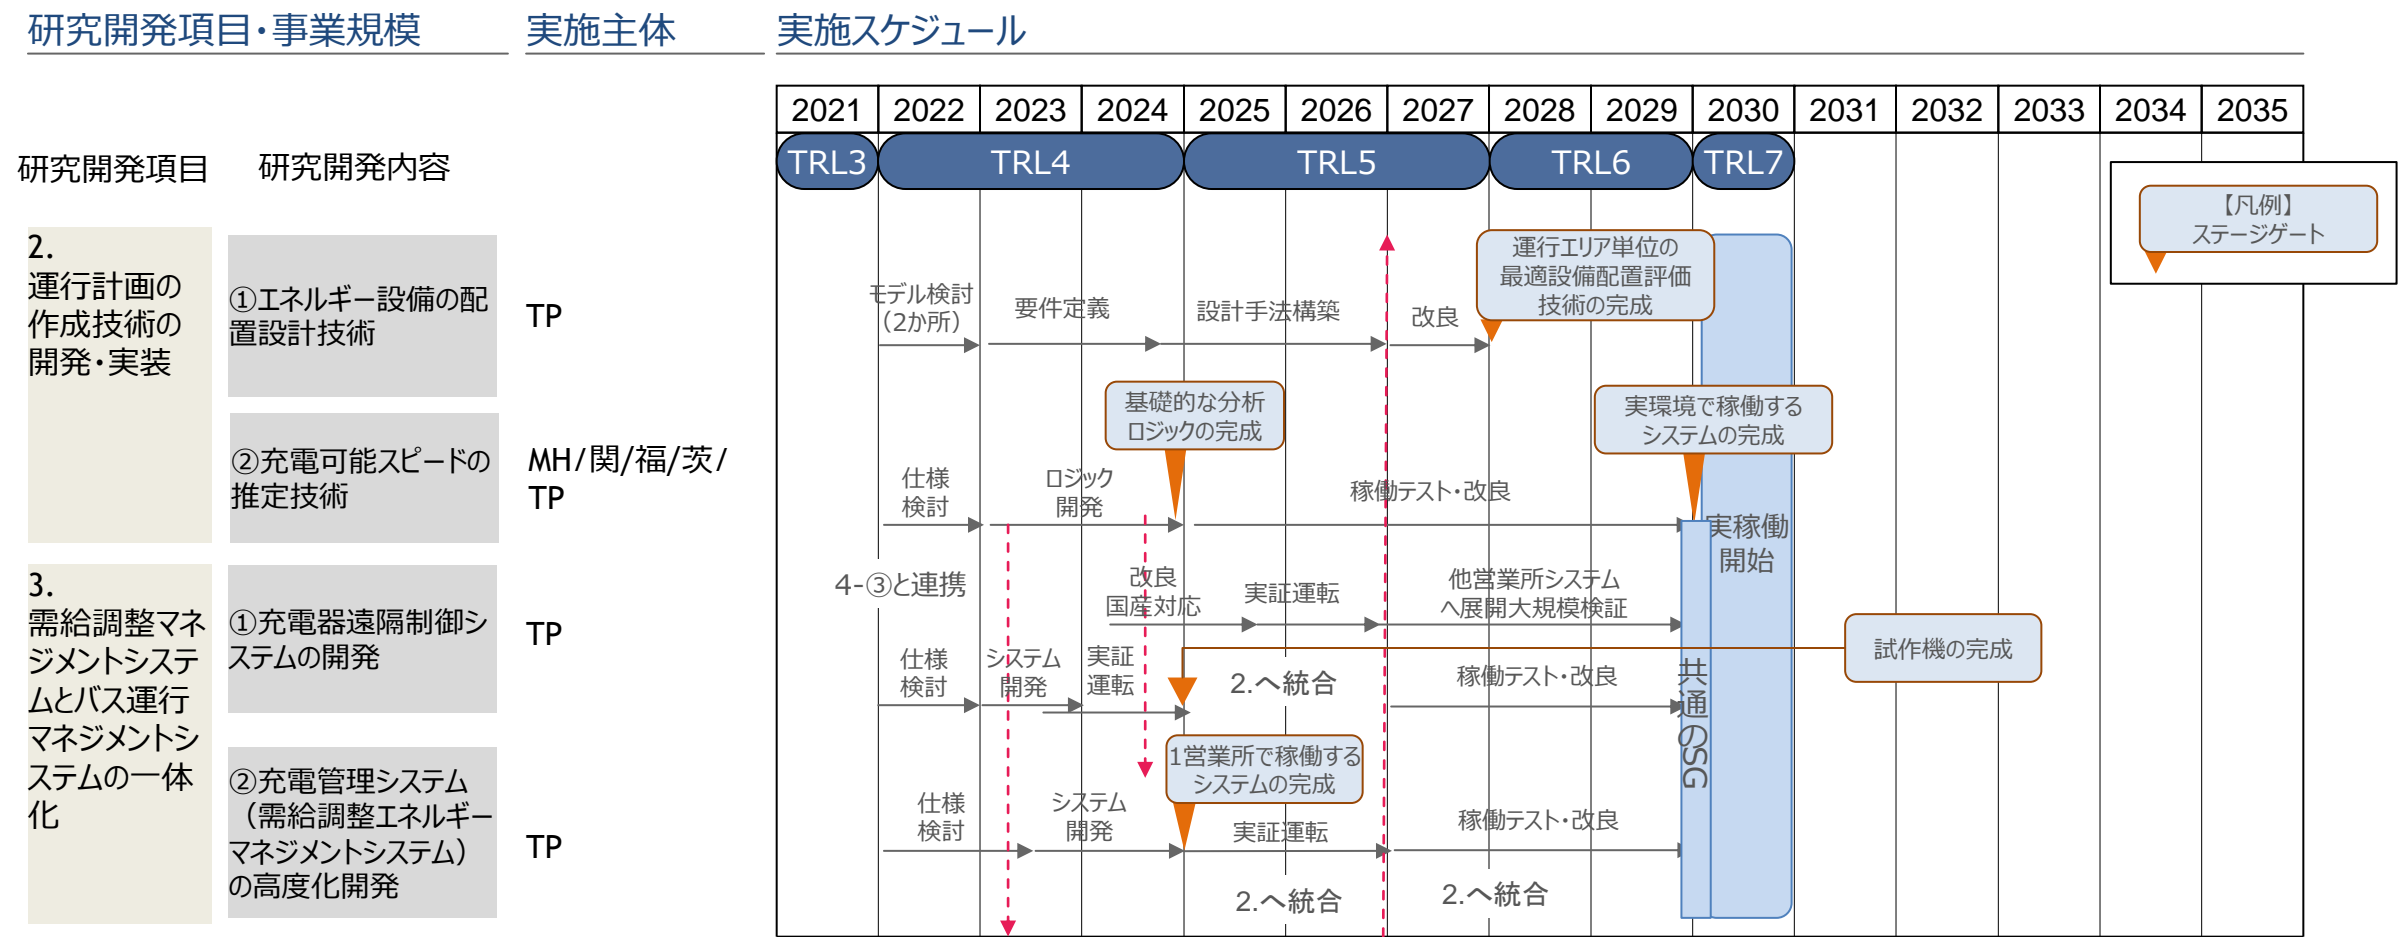 研究開発項目・事業規模
実施主体
実施スケジュール
2021
2022
2023
2024
2025
2026
2027
2028
2029
2030
2031
2032
2033
2034
2035
TRL3
TRL4
TRL5
TRL6
TRL7
研究開発項目
研究開発内容
【凡例】
ステージゲート
2.
運行計画の
作成技術の
開発・実装
①エネルギー設備の配
置設計技術
TP
モデル検討
（2か所）
要件定義
設計手法構築
改良
運行エリア単位の
最適設備配置評価
技術の完成
②充電可能スピードの
推定技術
MH/関/福/茨/
TP
仕様
検討
ロジック
開発
基礎的な分析
ロジックの完成
稼働テスト・改良
実環境で稼働する
システムの完成
実稼働
開始
3.
需給調整マネ
ジメントシステ
ムとバス運行
マネジメントシ
ステムの一体
化
①充電器遠隔制御シ
ステムの開発
TP
4-③と連携
改良
国産対応
実証運転
他営業所システム
へ展開大規模検証
仕様
検討
システム
開発
実証
運転
2.へ統合
稼働テスト・改良
試作機の完成
共通のSG
②充電管理システム
（需給調整エネルギー
マネジメントシステム）
の高度化開発
TP
仕様
検討
システム
開発
1営業所で稼働する
システムの完成
実証運転
稼働テスト・改良
2.へ統合
2.へ統合